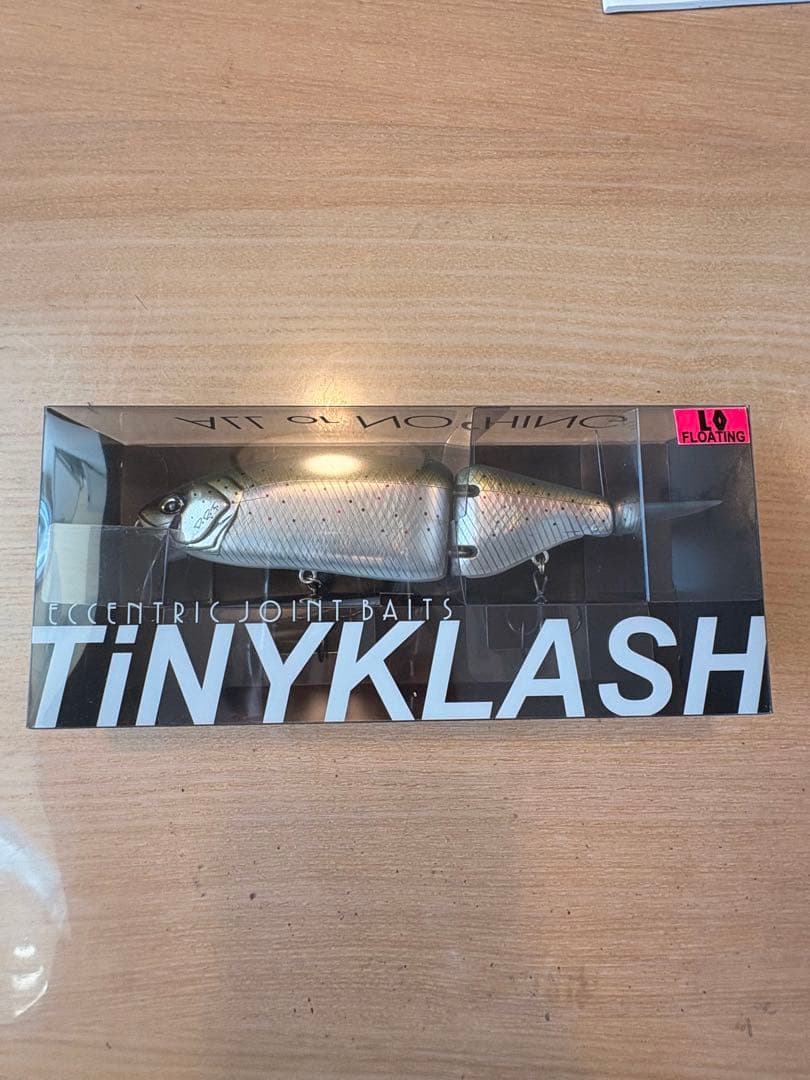 ALL or NOTHING
LO
FLOATING
D.R.T
ECCENTRIC JOINT BAITS
TiNYKLASH